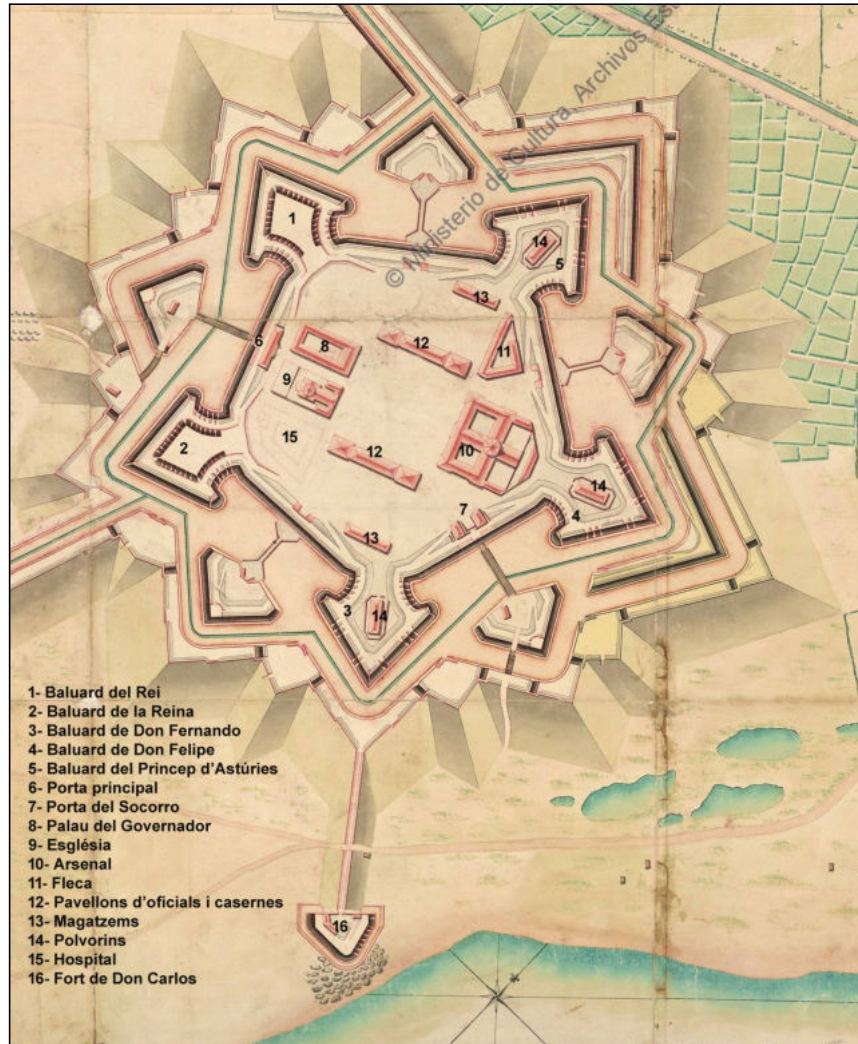 © Ministerio de Cultura, Archivos Est
1
14
5
13
6
8
12
11
9
15
10
2
12
14
7
4
13
3
14
1- Baluard del Rei
2- Baluard de la Reina
3- Baluard de Don Fernando
4- Baluard de Don Felipe
5- Baluard del Princep d'Astúries
6- Porta principal
7- Porta del Socorro
8- Palau del Governador
9- Església
10- Arsenal
11- Fleca
12- Pavellons d'oficials i casernes
13- Magatzems
14- Polvorins
15- Hospital
16- Fort de Don Carlos
16